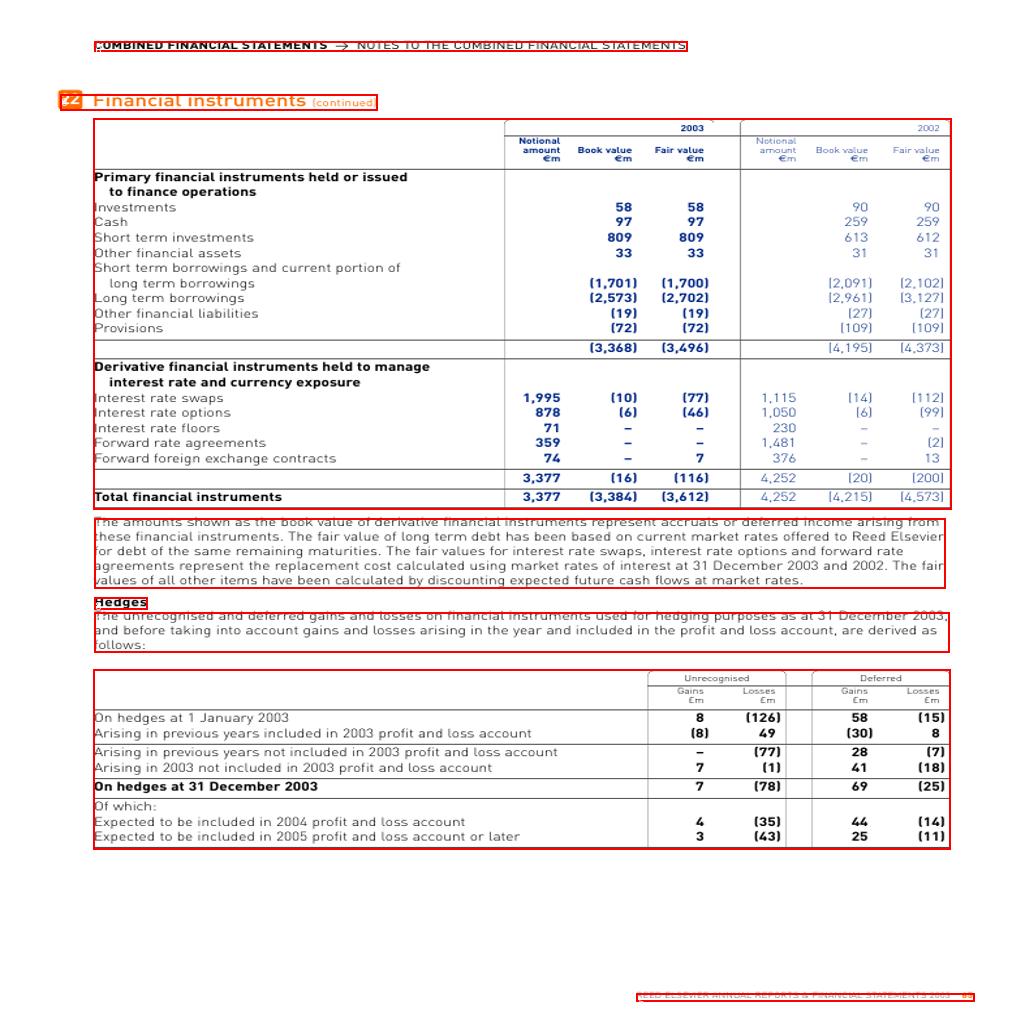 COMBINED FINANCIAL STATEMENTS → NOTES TO THE COMBINED FINANCIAL STATEMENTS
22 Financial instruments (continued)
2003 2002
Notional amount €m Book value €m Fair value €m Notional amount €m Book value €m Fair value €m
Primary financial instruments held or issued
to finance operations
Investments 58 58 90 90
Cash 97 97 259 259
Short term investments 809 809 613 612
Other financial assets 33 33 31 31
Short term borrowings and current portion of
long term borrowings (1,701) (1,700) (2,091) (2,102)
Long term borrowings (2,573) (2,702) (2,961) (3,127)
Other financial liabilities (19) (19) (27) (27)
Provisions (72) (72) (109) (109)
(3,368) (3,496) (4,195) (4,373)
Derivative financial instruments held to manage
interest rate and currency exposure
Interest rate swaps 1,995 (10) (77) 1,115 (14) (112)
Interest rate options 878 (6) (46) 1,050 (6) (99)
Interest rate floors 71 – – 230 – –
Forward rate agreements 359 – – 1,481 – (2)
Forward foreign exchange contracts 74 – 7 376 – 13
3,377 (16) (116) 4,252 (20) (200)
Total financial instruments 3,377 (3,384) (3,612) 4,252 (4,215) (4,573)
The amounts shown as the book value of derivative financial instruments represent accruals or deferred income arising from
these financial instruments. The fair value of long term debt has been based on current market rates offered to Reed Elsevier
for debt of the same remaining maturities. The fair values for interest rate swaps, interest rate options and forward rate
agreements represent the replacement cost calculated using market rates of interest at 31 December 2003 and 2002. The fair
values of all other items have been calculated by discounting expected future cash flows at market rates.
Hedges
The unrecognised and deferred gains and losses on financial instruments used for hedging purposes as at 31 December 2003,
and before taking into account gains and losses arising in the year and included in the profit and loss account, are derived as
follows:
Unrecognised Deferred
Gains £m Losses £m Gains £m Losses £m
On hedges at 1 January 2003 8 (126) 58 (15)
Arising in previous years included in 2003 profit and loss account (8) 49 (30) 8
Arising in previous years not included in 2003 profit and loss account – (77) 28 (7)
Arising in 2003 not included in 2003 profit and loss account 7 (1) 41 (18)
On hedges at 31 December 2003 7 (78) 69 (25)
Of which:
Expected to be included in 2004 profit and loss account 4 (35) 44 (14)
Expected to be included in 2005 profit and loss account or later 3 (43) 25 (11)
REED ELSEVIER ANNUAL REPORTS & FINANCIAL STATEMENTS 2003